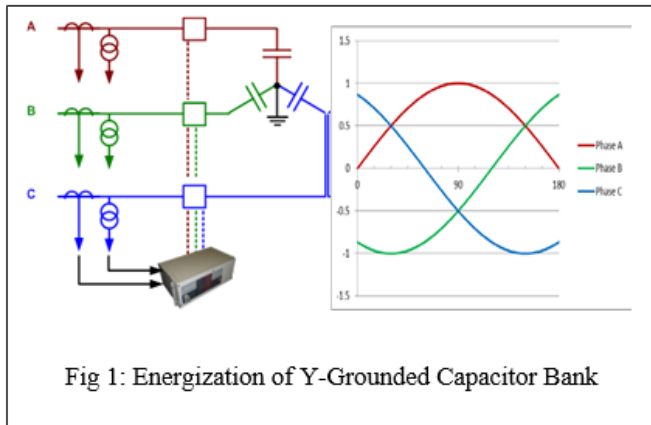 A
B
C
1.5
1
0.5
0
-0.5
-1
-1.5
0
90
180
Phase A
Phase B
Phase C
Fig 1: Energization of Y-Grounded Capacitor Bank